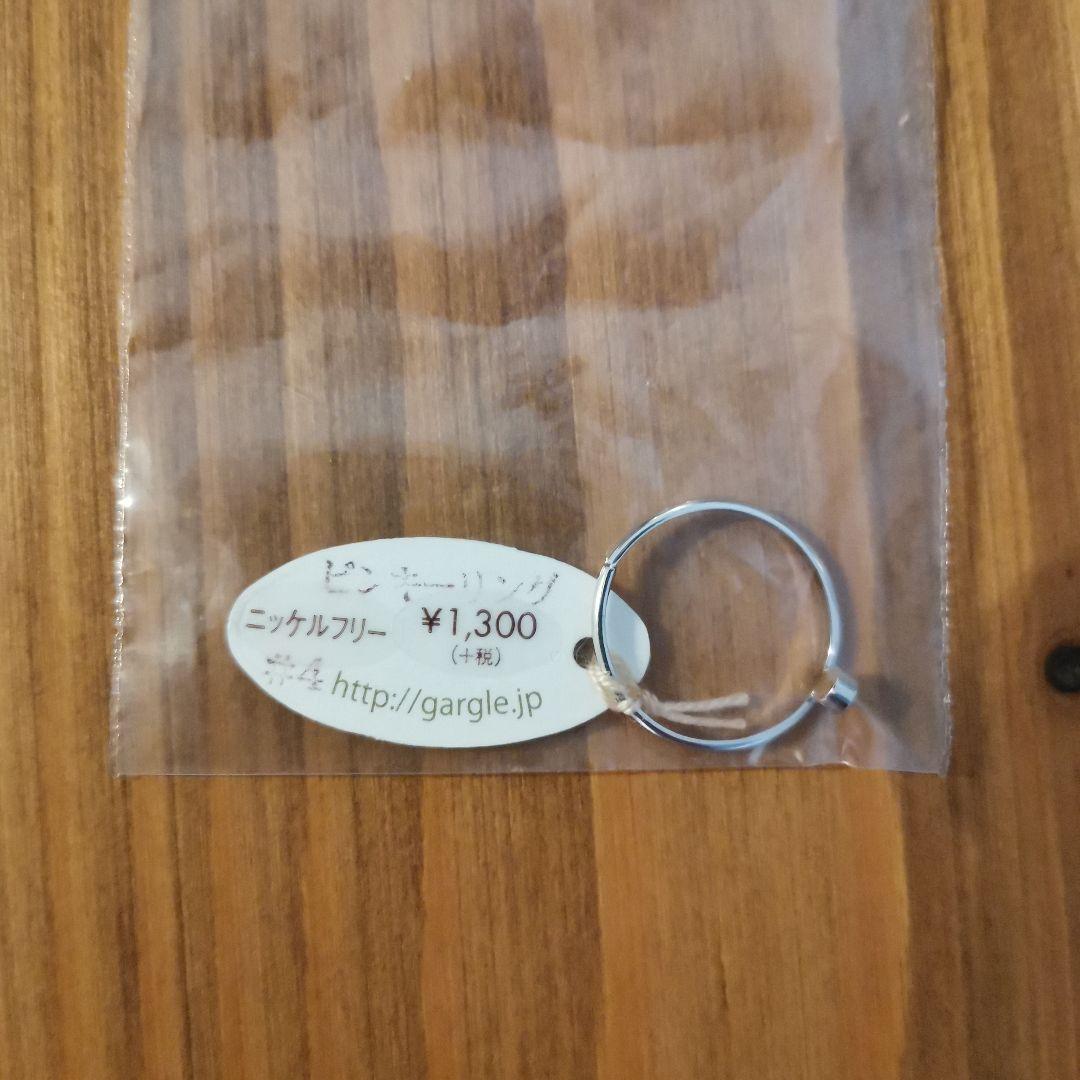 ピンキーリング
ニッケルフリー ¥1,300
(+税)
#4 http://gargle.jp